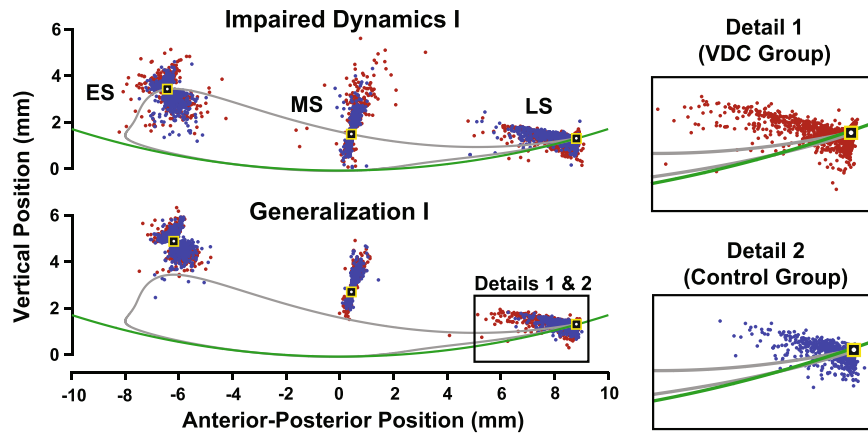 Impaired Dynamics I
6
4
2
0
ES
MS
LS
Vertical Position (mm)
Generalization I
6
4
2
0
Details 1 & 2
-10 -8 -6 -4 -2 0 2 4 6 8 10
Anterior-Posterior Position (mm)
Detail 1
(VDC Group)
Detail 2
(Control Group)